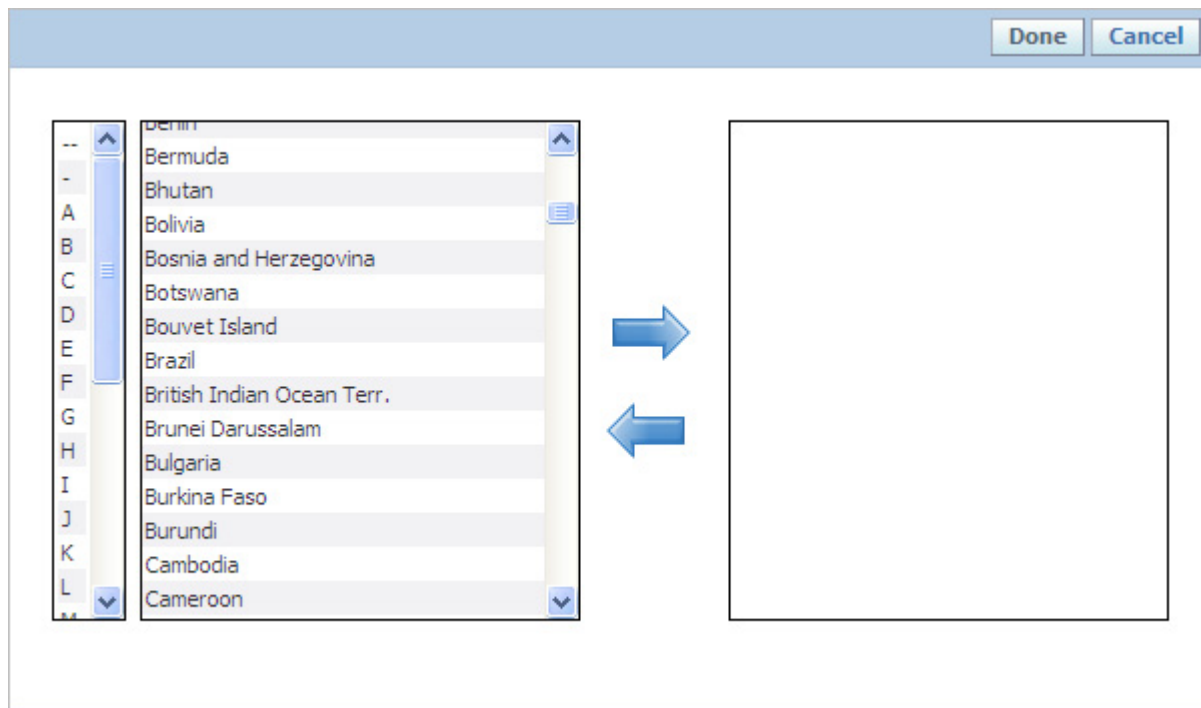 Done Cancel
--
-
A
B
C
D
E
F
G
H
I
J
K
L
M
Benin
Bermuda
Bhutan
Bolivia
Bosnia and Herzegovina
Botswana
Bouvet Island
Brazil
British Indian Ocean Terr.
Brunei Darussalam
Bulgaria
Burkina Faso
Burundi
Cambodia
Cameroon